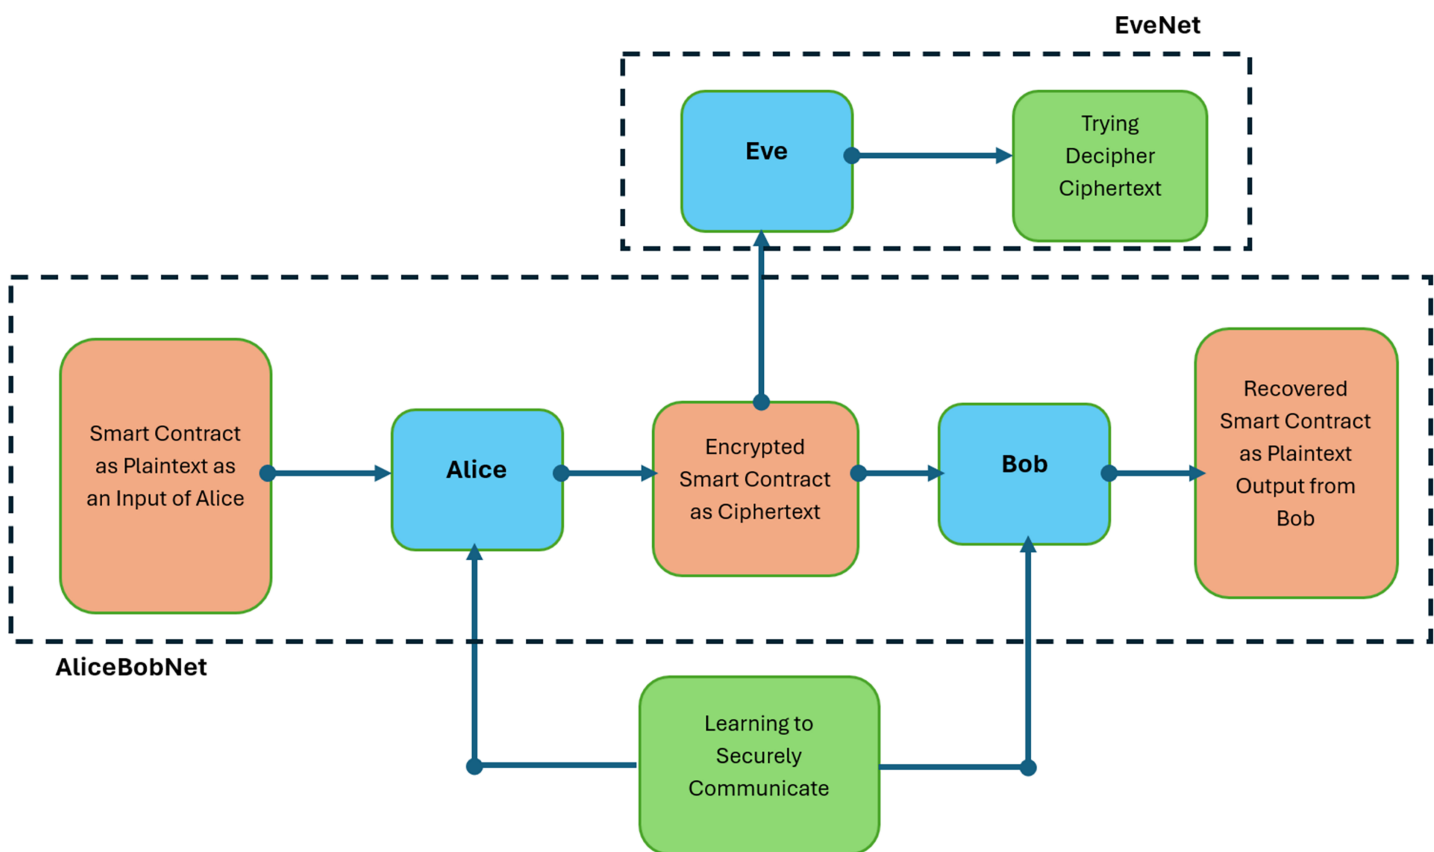 EveNet
Eve
Trying
Decipher
Ciphertext
Smart Contract
as Plaintext as
an Input of Alice
Alice
Encrypted
Smart Contract
as Ciphertext
Bob
Recovered
Smart Contract
as Plaintext
Output from
Bob
AliceBobNet
Learning to
Securely
Communicate